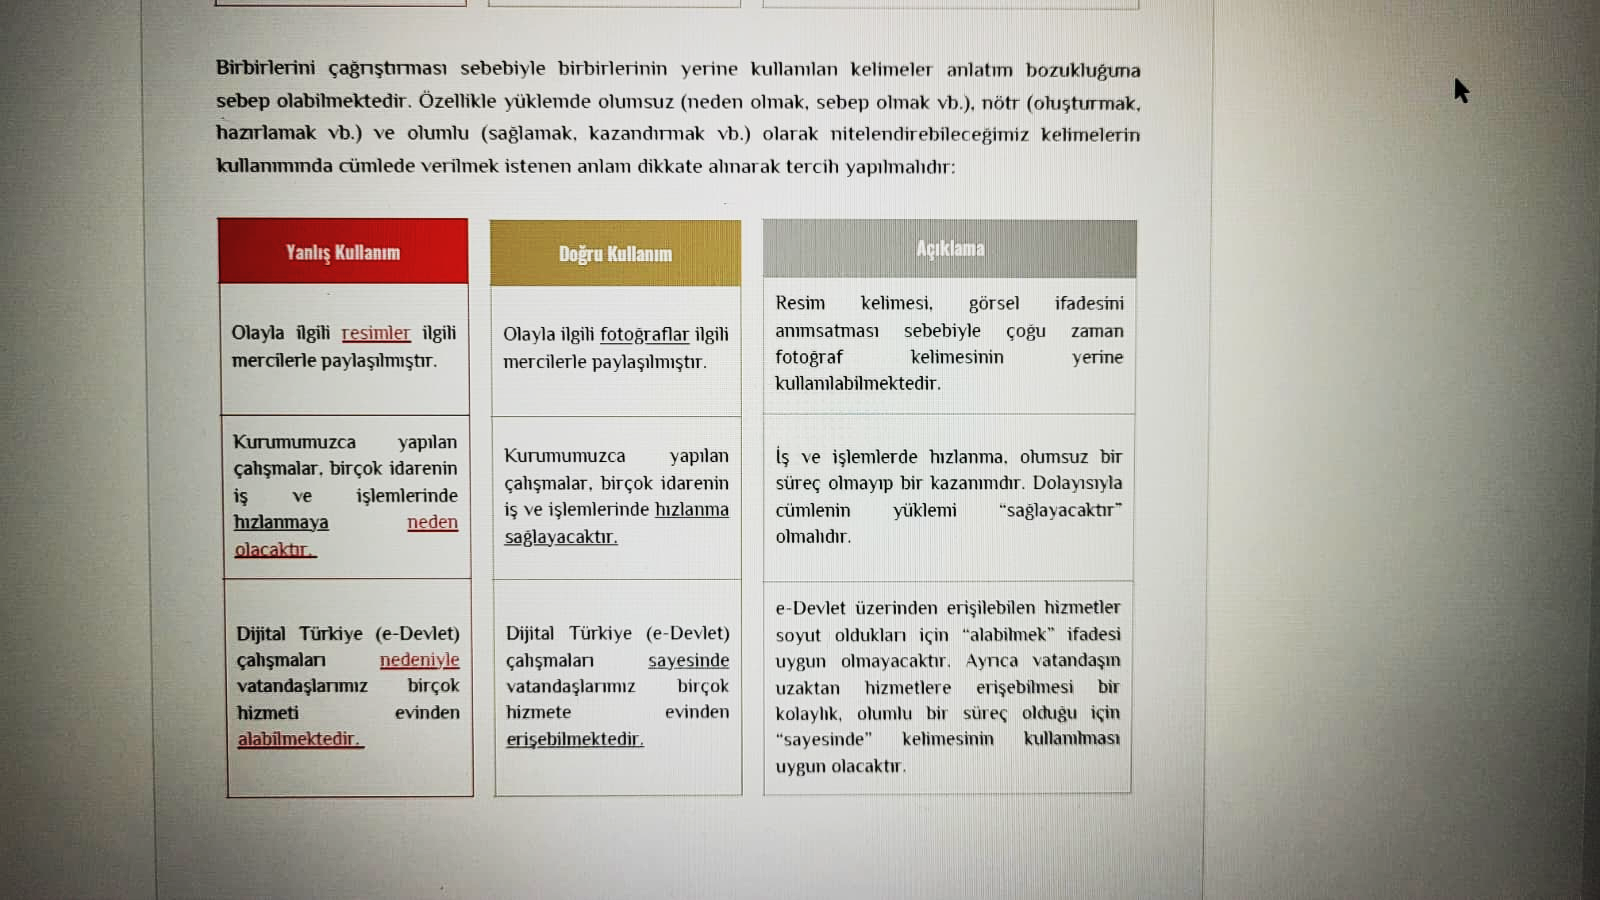 Birbirlerini çağrıştırması sebebiyle birbirlerinin yerine kullanılan kelimeler anlatım bozukluğuna
sebep olabilmektedir. Özellikle yüklemde olumsuz (neden olmak, sebep olmak vb.), nötr (oluşturmak,
hazırlamak vb.) ve olumlu (sağlamak, kazandırmak vb.) olarak nitelendirebileceğimiz kelimelerin
kullanımında cümlede verilmek istenen anlam dikkate alınarak tercih yapılmalıdır:
Yanlış Kullanım
Doğru Kullanım
Açıklama
Olayla ilgili resimler ilgili
mercilerle paylaşılmıştır.
Olayla ilgili fotoğraflar ilgili
mercilerle paylaşılmıştır.
Resim kelimesi, görsel ifadesini
anımsatması sebebiyle çoğu zaman
fotoğraf kelimesinin yerine
kullanılabilmektedir.
Kurumumuzca yapılan
çalışmalar, birçok idarenin
iş ve işlemlerinde
hızlanmaya neden
olacaktır.
Kurumumuzca yapılan
çalışmalar, birçok idarenin
iş ve işlemlerinde hızlanma
sağlayacaktır.
İş ve işlemlerde hızlanma, olumsuz bir
süreç olmayıp bir kazanımdır. Dolayısıyla
cümlenin yüklemi “sağlayacaktır”
olmalıdır.
Dijital Türkiye (e-Devlet)
çalışmaları nedeniyle
vatandaşlarımız birçok
hizmeti evinden
alabilmektedir.
Dijital Türkiye (e-Devlet)
çalışmaları sayesinde
vatandaşlarımız birçok
hizmete evinden
erişebilmektedir.
e-Devlet üzerinden erişilebilen hizmetler
soyut oldukları için “alabilmek” ifadesi
uygun olmayacaktır. Ayrıca vatandaşın
uzaktan hizmetlere erişebilmesi bir
kolaylık, olumlu bir süreç olduğu için
“sayesinde” kelimesinin kullanılması
uygun olacaktır.